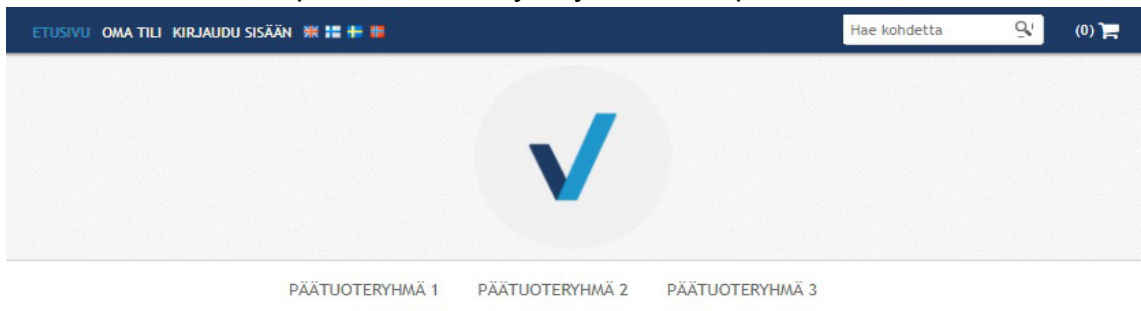 ETUSIVU OMA TILI KIRJAUDU SISÄÄN Hae kohdetta (0)
PÄÄTUOTERYHMÄ 1 PÄÄTUOTERYHMÄ 2 PÄÄTUOTERYHMÄ 3